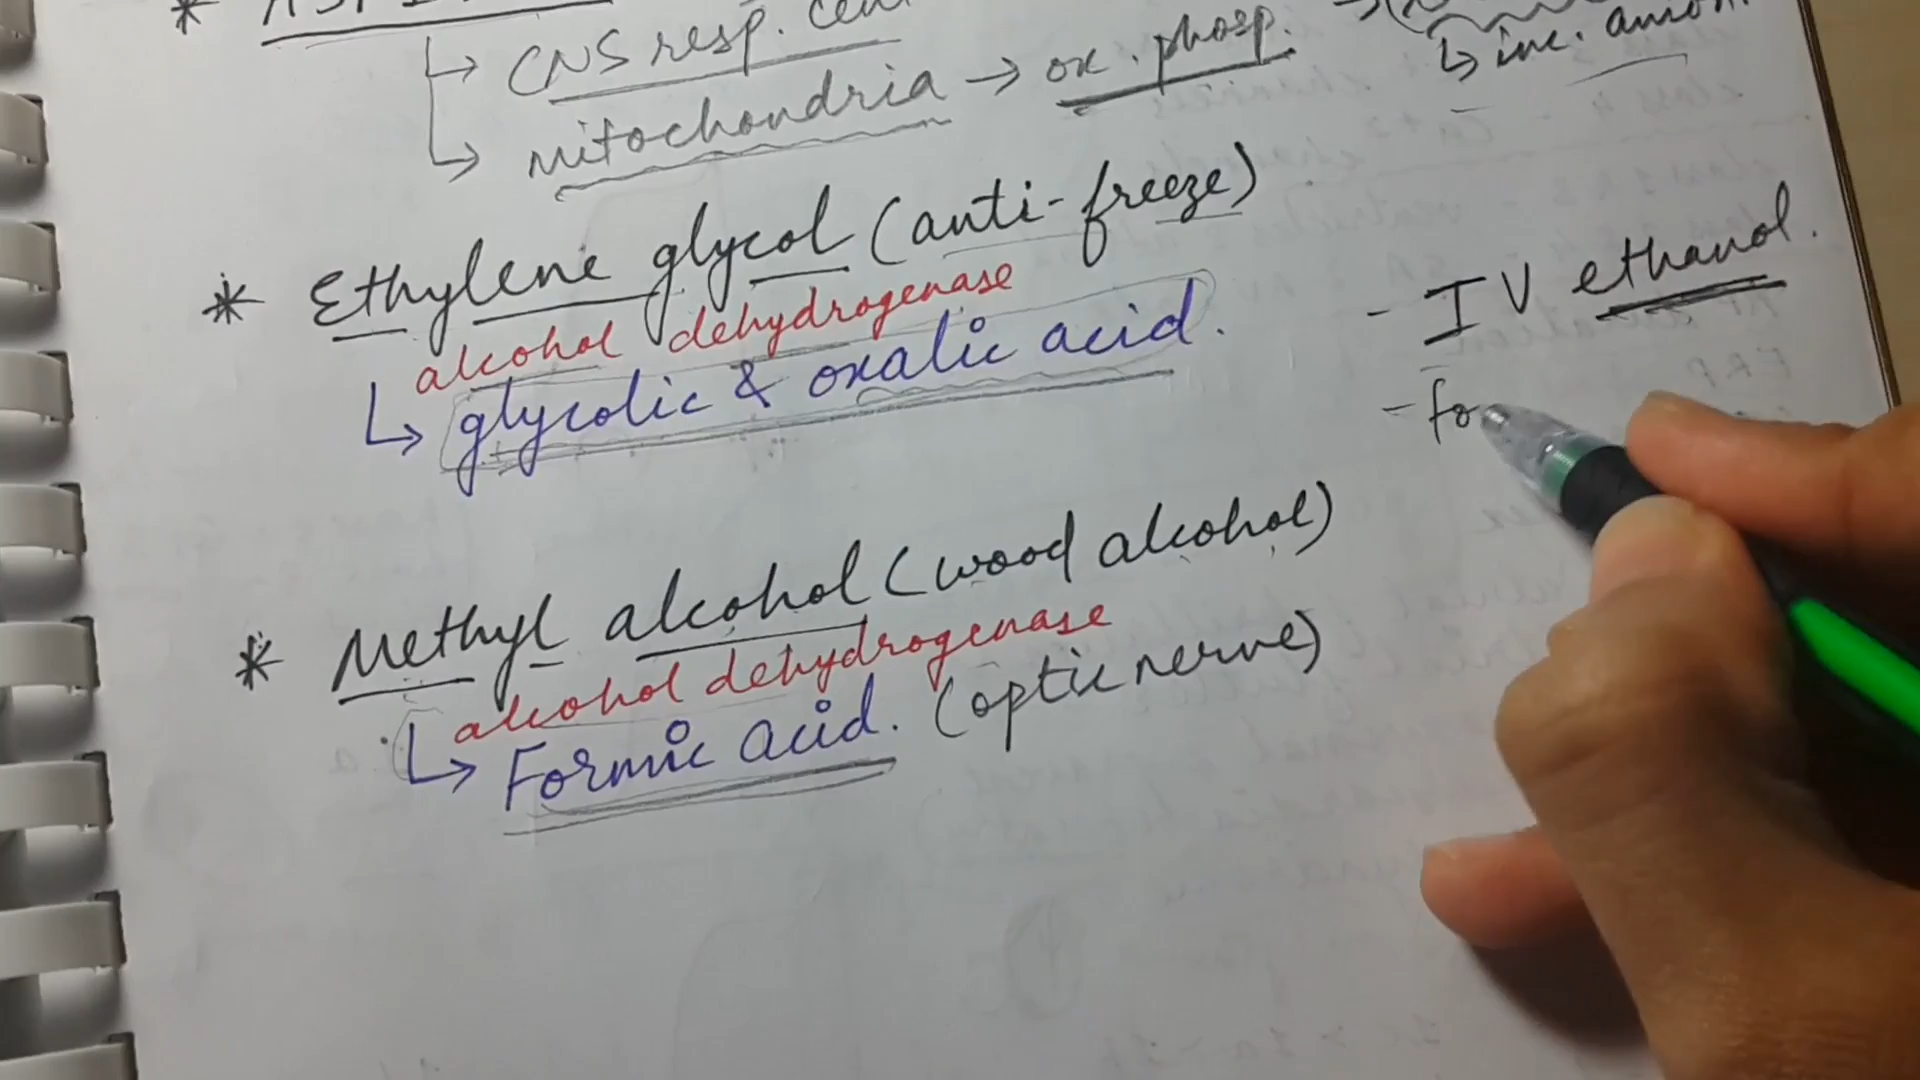 CNS resp.
mitochondria → ox. phosp.
↳ inc. anion.
* Ethylene glycol (anti-freeze)
alcohol dehydrogenase
↳ glycolic & oxalic acid.
- IV ethanol.
- fo
* Methyl alcohol (wood alcohol)
alcohol dehydrogenase
↳ Formic acid. (optic nerve)